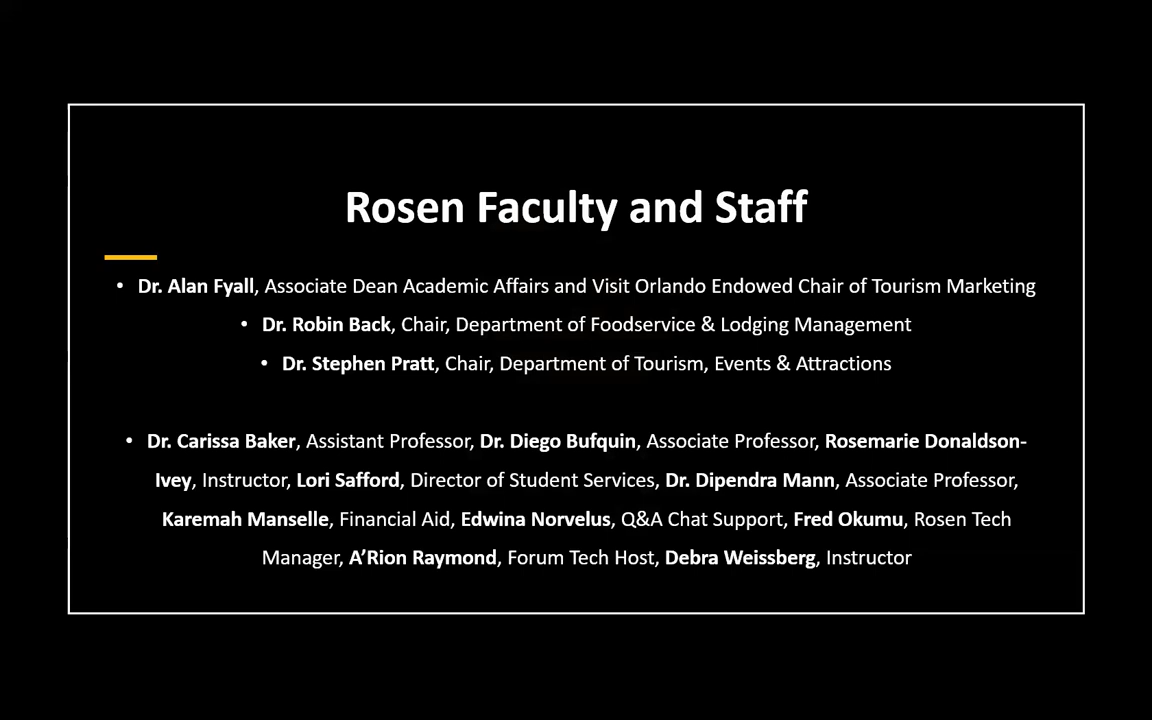 Rosen Faculty and Staff
• Dr. Alan Fyall, Associate Dean Academic Affairs and Visit Orlando Endowed Chair of Tourism Marketing
• Dr. Robin Back, Chair, Department of Foodservice & Lodging Management
• Dr. Stephen Pratt, Chair, Department of Tourism, Events & Attractions
• Dr. Carissa Baker, Assistant Professor, Dr. Diego Bufquin, Associate Professor, Rosemarie Donaldson-
Ivey, Instructor, Lori Safford, Director of Student Services, Dr. Dipendra Mann, Associate Professor,
Karemah Manselle, Financial Aid, Edwina Norvelus, Q&A Chat Support, Fred Okumu, Rosen Tech
Manager, A’Rion Raymond, Forum Tech Host, Debra Weissberg, Instructor